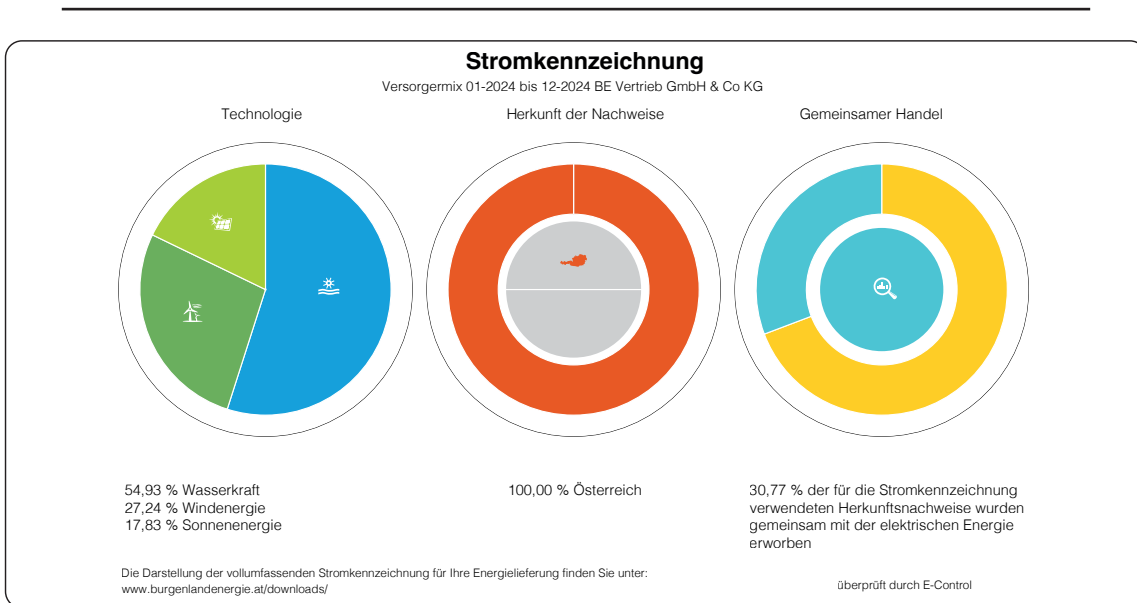 Stromkennzeichnung
Versorgermix 01-2024 bis 12-2024 BE Vertrieb GmbH & Co KG
Technologie
Herkunft der Nachweise
Gemeinsamer Handel
54,93 % Wasserkraft
27,24 % Windenergie
17,83 % Sonnenenergie
100,00 % Österreich
30,77 % der für die Stromkennzeichnung
verwendeten Herkunftsnachweise wurden
gemeinsam mit der elektrischen Energie
erworben
Die Darstellung der vollumfassenden Stromkennzeichnung für Ihre Energielieferung finden Sie unter:
www.burgenlandenergie.at/downloads/
überprüft durch E-Control